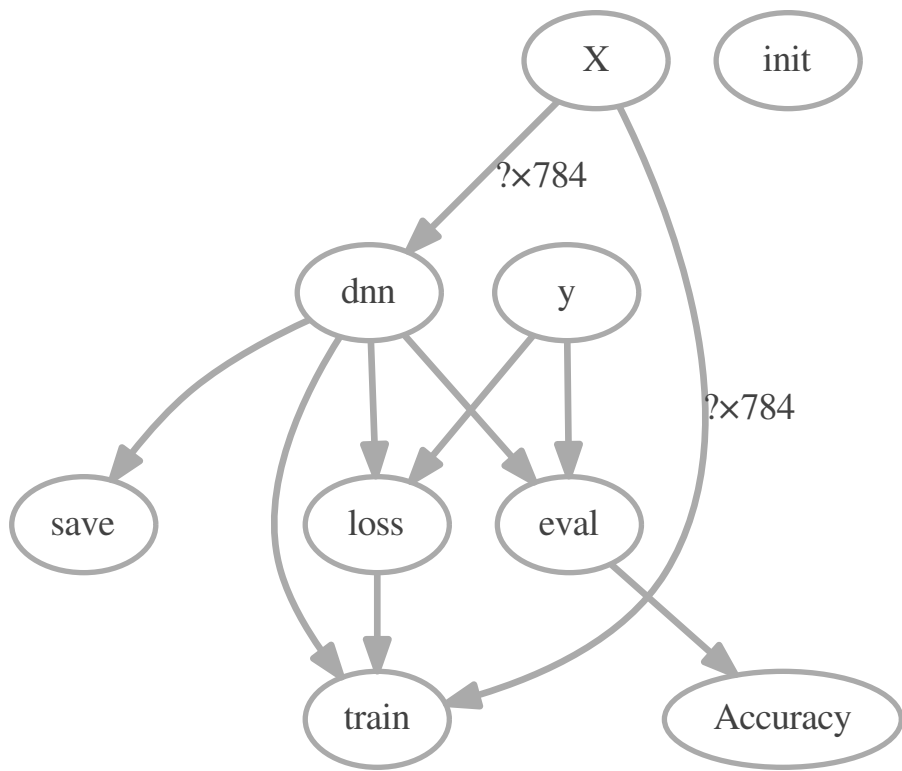 X
init
?×784
dnn
y
?×784
save
loss
eval
train
Accuracy